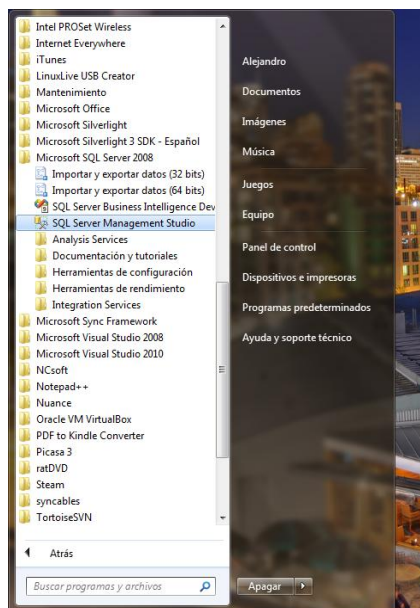 Intel PROSet Wireless
Internet Everywhere
iTunes
LinuxLive USB Creator
Mantenimiento
Microsoft Office
Microsoft Silverlight
Microsoft Silverlight 3 SDK - Español
Microsoft SQL Server 2008
Importar y exportar datos (32 bits)
Importar y exportar datos (64 bits)
SQL Server Business Intelligence Dev
SQL Server Management Studio
Analysis Services
Documentación y tutoriales
Herramientas de configuración
Herramientas de rendimiento
Integration Services
Microsoft Sync Framework
Microsoft Visual Studio 2008
Microsoft Visual Studio 2010
NCsoft
Notepad++
Nuance
Oracle VM VirtualBox
PDF to Kindle Converter
Picasa 3
ratDVD
Steam
syncables
TortoiseSVN
Atrás
Buscar programas y archivos
Alejandro
Documentos
Imágenes
Música
Juegos
Equipo
Panel de control
Dispositivos e impresoras
Programas predeterminados
Ayuda y soporte técnico
Apagar